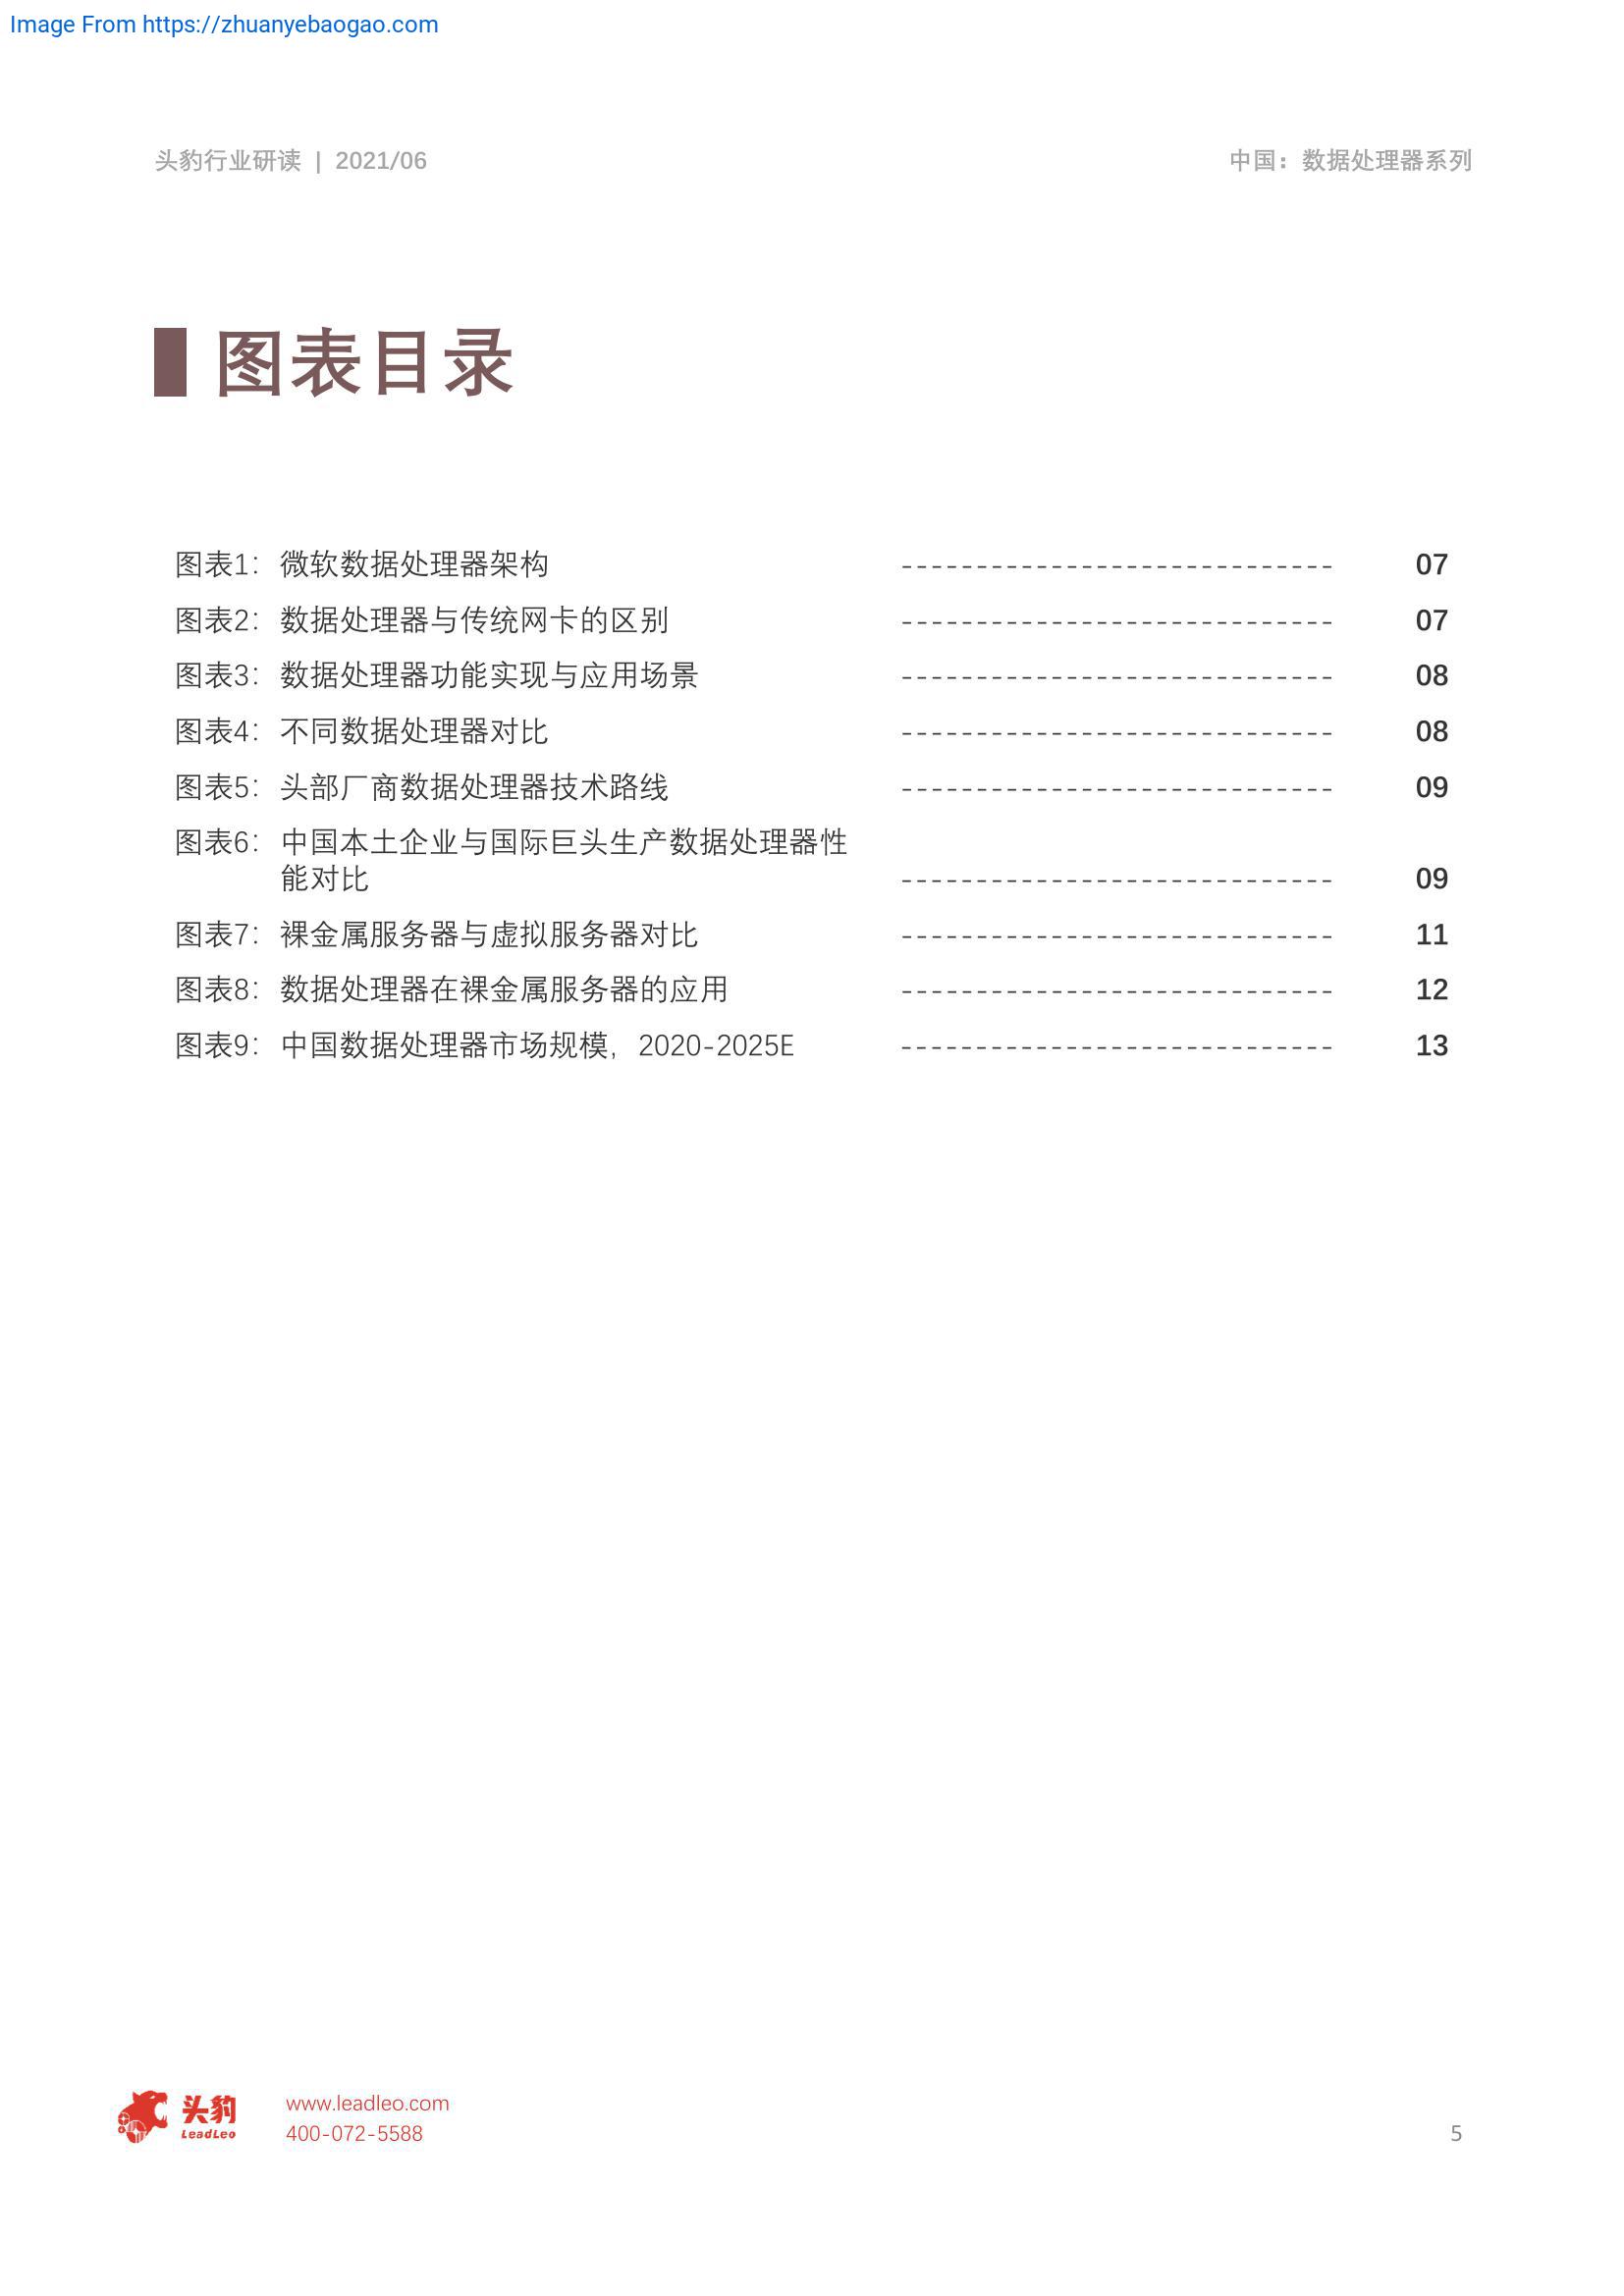 Image From https://zhuanyebaogao.com
头豹行业研读 | 2021/06
中国：数据处理器系列
图表目录
图表1： 微软数据处理器架构 ----------------------------- 07
图表2： 数据处理器与传统网卡的区别 ----------------------------- 07
图表3： 数据处理器功能实现与应用场景 ----------------------------- 08
图表4： 不同数据处理器对比 ----------------------------- 08
图表5： 头部厂商数据处理器技术路线 ----------------------------- 09
图表6： 中国本土企业与国际巨头生产数据处理器性
能对比 ----------------------------- 09
图表7： 裸金属服务器与虚拟服务器对比 ----------------------------- 11
图表8： 数据处理器在裸金属服务器的应用 ----------------------------- 12
图表9： 中国数据处理器市场规模，2020-2025E ----------------------------- 13
头豹
LeadLeo
www.leadleo.com
400-072-5588
5